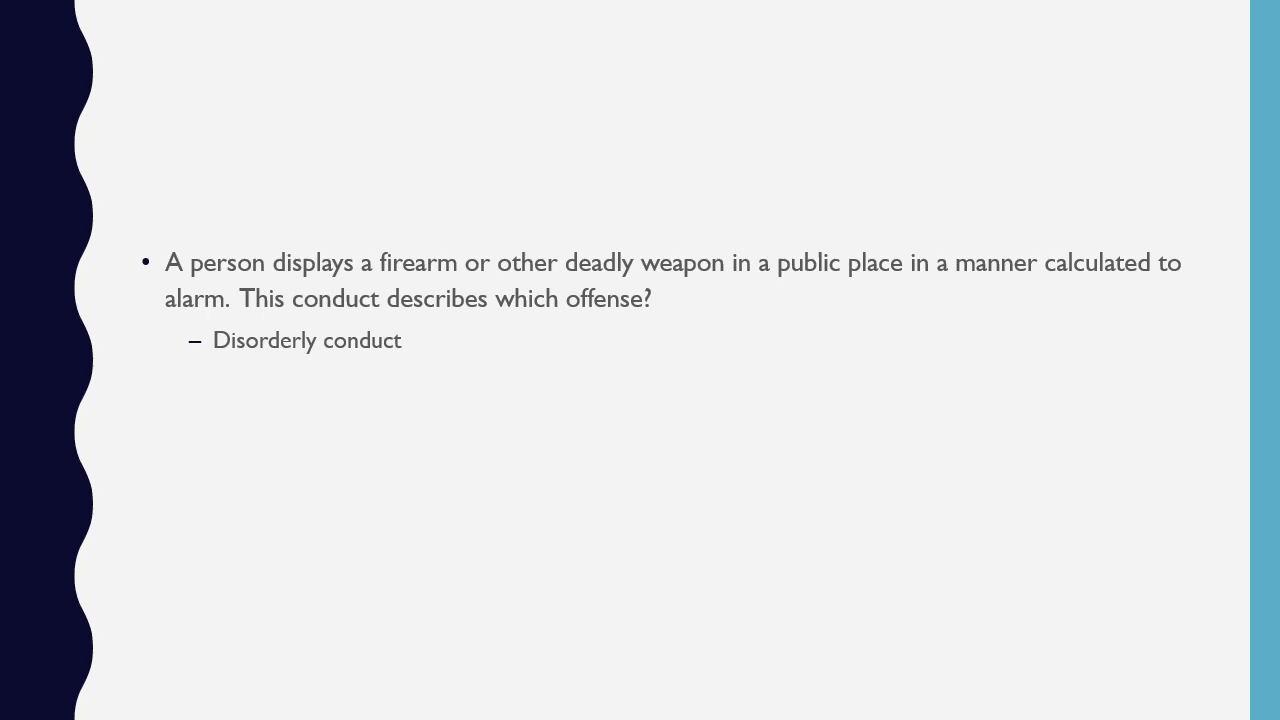 • A person displays a firearm or other deadly weapon in a public place in a manner calculated to
alarm.  This conduct describes which offense?
– Disorderly conduct